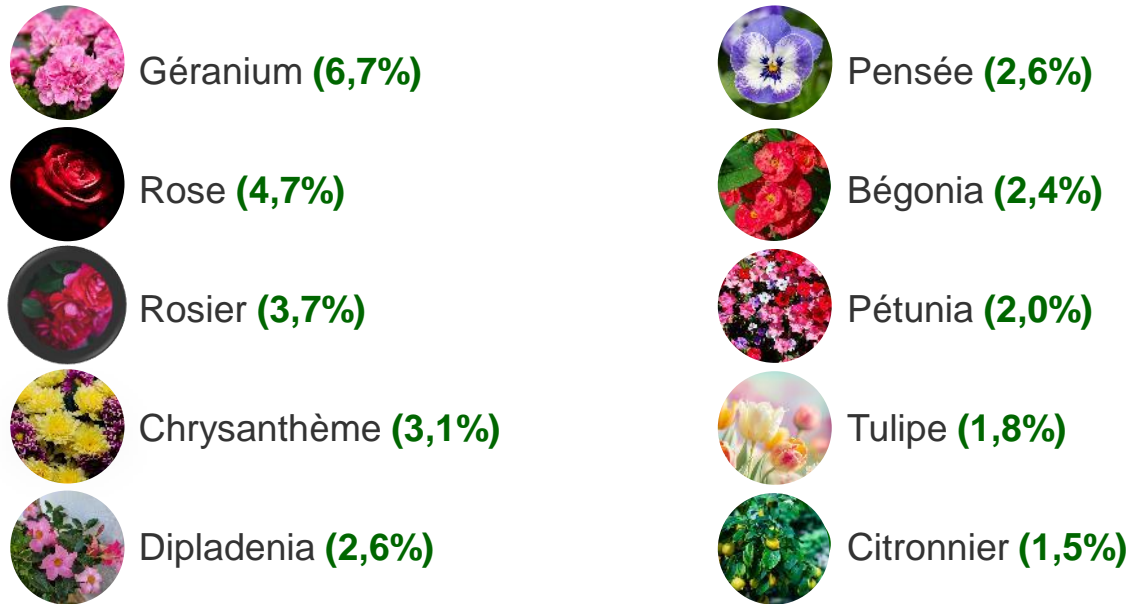 Géranium (6,7%)
Rose (4,7%)
Rosier (3,7%)
Chrysanthème (3,1%)
Dipladenia (2,6%)
Pensée (2,6%)
Bégonia (2,4%)
Pétunia (2,0%)
Tulipe (1,8%)
Citronnier (1,5%)